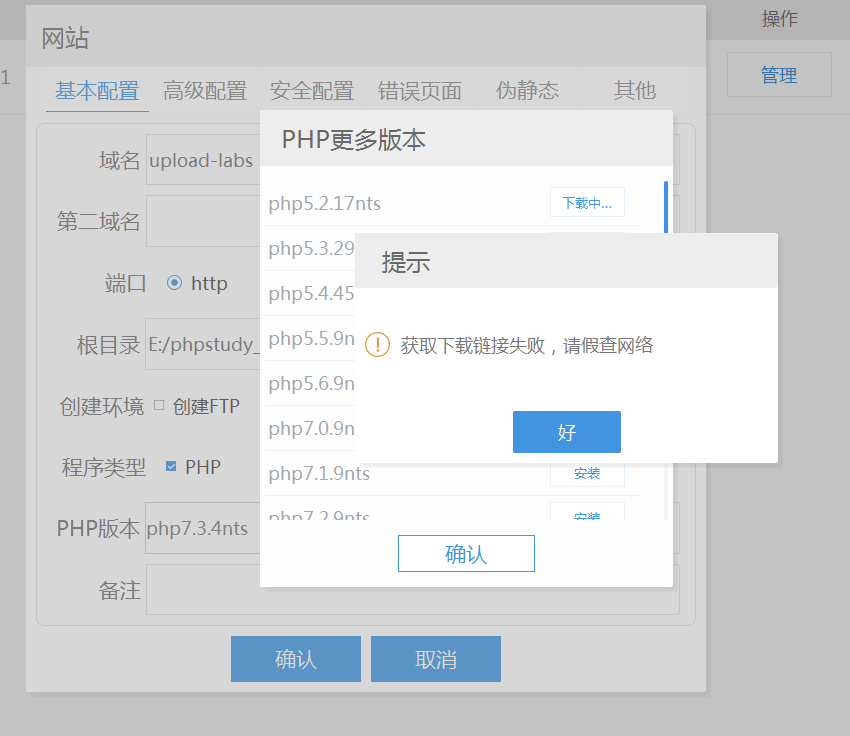 操作
网站
1
管理
基本配置 高级配置 安全配置 错误页面 伪静态 其他
PHP更多版本
域名 upload-labs
php5.2.17nts 下载中...
第二域名
php5.3.29
提示
端口 http
php5.4.45
根目录 E:/phpstudy_
php5.5.9n
获取下载链接失败，请假查网络
php5.6.9n
创建环境 创建FTP
php7.0.9n
好
程序类型 PHP
php7.1.9nts 安装
PHP版本 php7.3.4nts
php7.2.9nts 安装
确认
备注
确认 取消